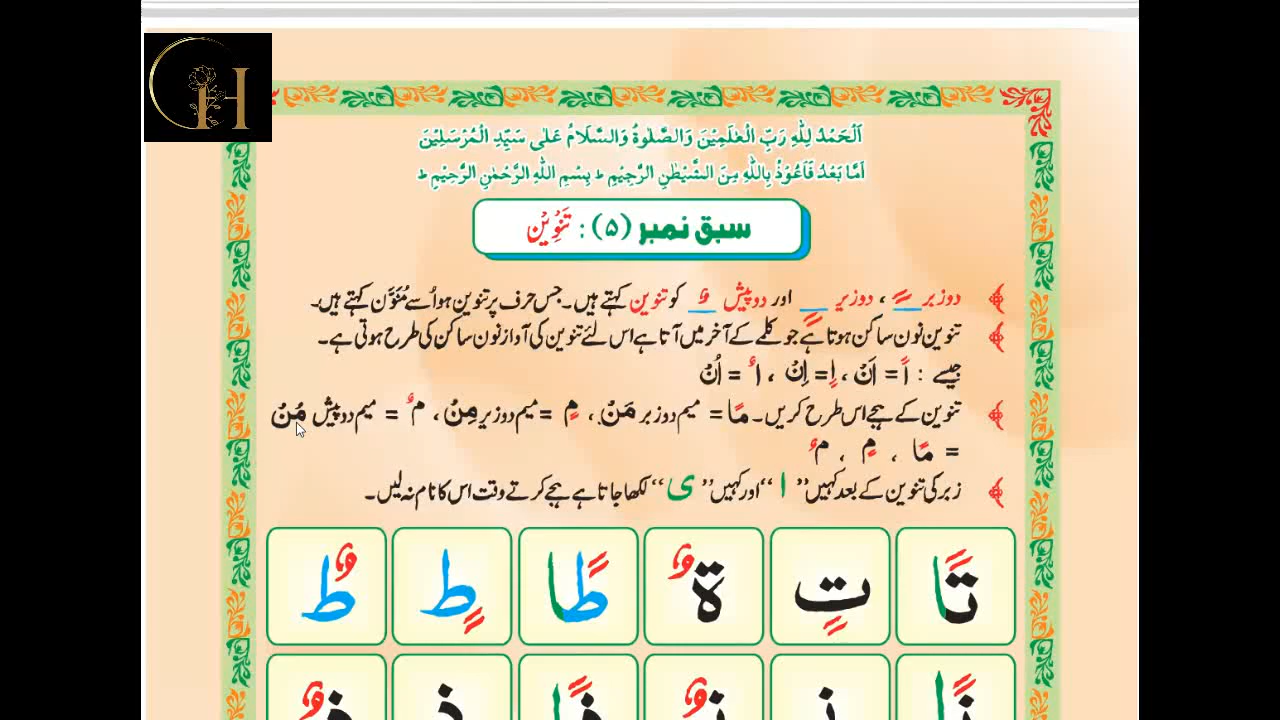 H
اَلْحَمْدُ لِلّٰهِ رَبِّ الْعٰلَمِیْنَ وَالصَّلٰوةُ وَالسَّلَامُ عَلٰی سَیِّدِ الْمُرْسَلِیْنَ
اَمَّا بَعْدُ فَاَعُوْذُ بِاللّٰهِ مِنَ الشَّیْطٰنِ الرَّجِیْمِ ط بِسْمِ اللّٰهِ الرَّحْمٰنِ الرَّحِیْمِ ط
سبق نمبر (۵) : تَنْوِیْن
دوزبر ــً ، دوزیر ــٍ اور دوپیش ــٌ کو تنوین کہتے ہیں۔ جس حرف پر تنوین ہو اُسے مُنَوَّن کہتے ہیں۔
تنوین نون ساکن ہوتا ہے جو کلمے کے آخر میں آتا ہے اس لئے تنوین کی آواز نون ساکن کی طرح ہوتی ہے۔
جیسے : اً = اَنْ ، اٍ = اِنْ ، اٌ = اُنْ
تنوین کے ہجے اس طرح کریں۔ مًا = میم دوزبر مَنْ ، مٍ = میم دوزیر مِنْ ، مٌ = میم دوپیش مُنْ
= مًا ، مٍ ، مٌ
زبر کی تنوین کے بعد کہیں ”ا“ اور کہیں ”ی“ لکھا جاتا ہے ہجے کرتے وقت اس کا نام نہ لیں۔
تًا تٍ ةٌ طًا طٍ طٌ